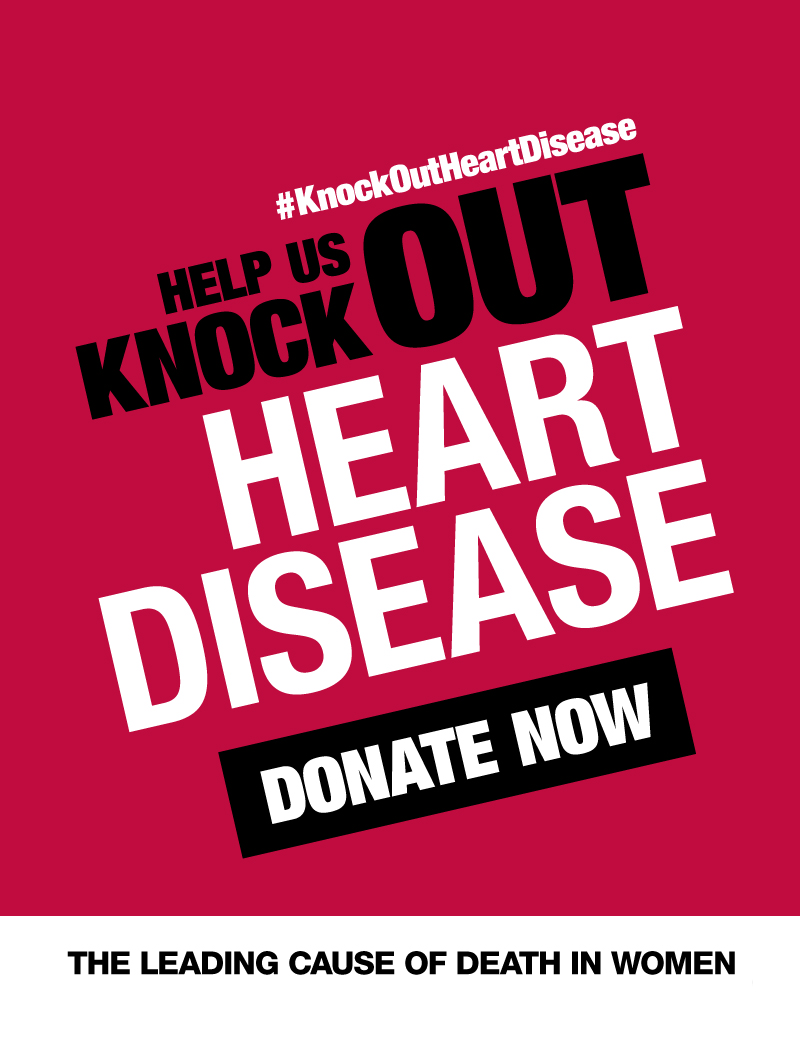 #KnockOutHeartDisease
HELP US
KNOCK OUT
HEART
DISEASE
DONATE NOW
THE LEADING CAUSE OF DEATH IN WOMEN